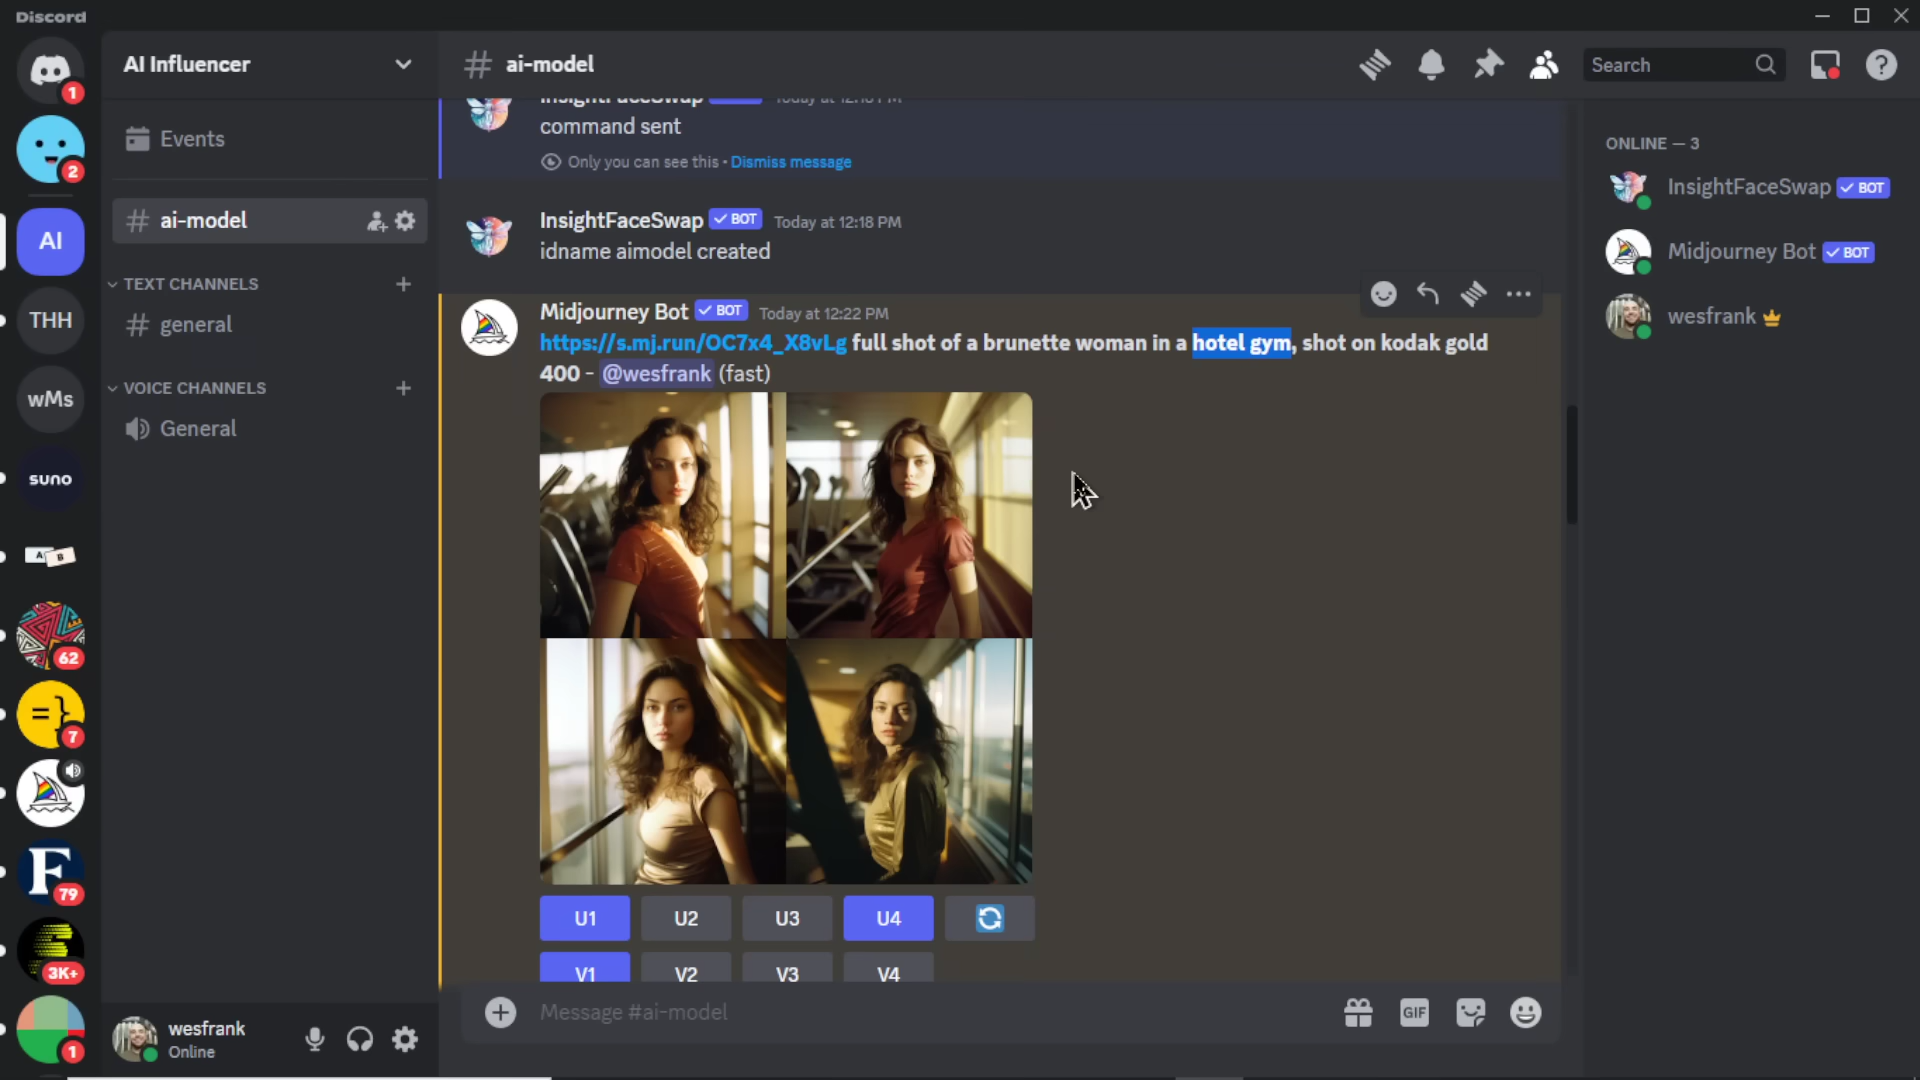 Discord
AI Influencer
# ai-model
Search
1
2
AI
THH
wMs
suno
A B
62
= }
7
F
79
3K+
1
Events
# ai-model
TEXT CHANNELS
# general
VOICE CHANNELS
General
wesfrank
Online
InsightFaceSwap
command sent
Only you can see this • Dismiss message
InsightFaceSwap BOT Today at 12:18 PM
idname aimodel created
Midjourney Bot BOT Today at 12:22 PM
https://s.mj.run/OC7x4_X8vLg full shot of a brunette woman in a hotel gym, shot on kodak gold
400 - @wesfrank (fast)
U1 U2 U3 U4
V1 V2 V3 V4
Message #ai-model
GIF
ONLINE — 3
InsightFaceSwap BOT
Midjourney Bot BOT
wesfrank